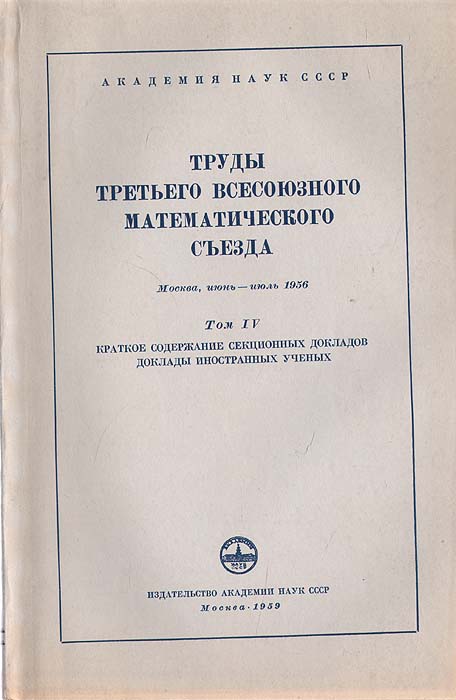 АКАДЕМИЯ НАУК СССР
ТРУДЫ
ТРЕТЬЕГО ВСЕСОЮЗНОГО
МАТЕМАТИЧЕСКОГО
СЪЕЗДА
Москва, июнь — июль 1956
Том IV
КРАТКОЕ СОДЕРЖАНИЕ СЕКЦИОННЫХ ДОКЛАДОВ
ДОКЛАДЫ ИНОСТРАННЫХ УЧЕНЫХ
ИЗДАТЕЛЬСТВО АКАДЕМИИ НАУК СССР
Москва · 1959